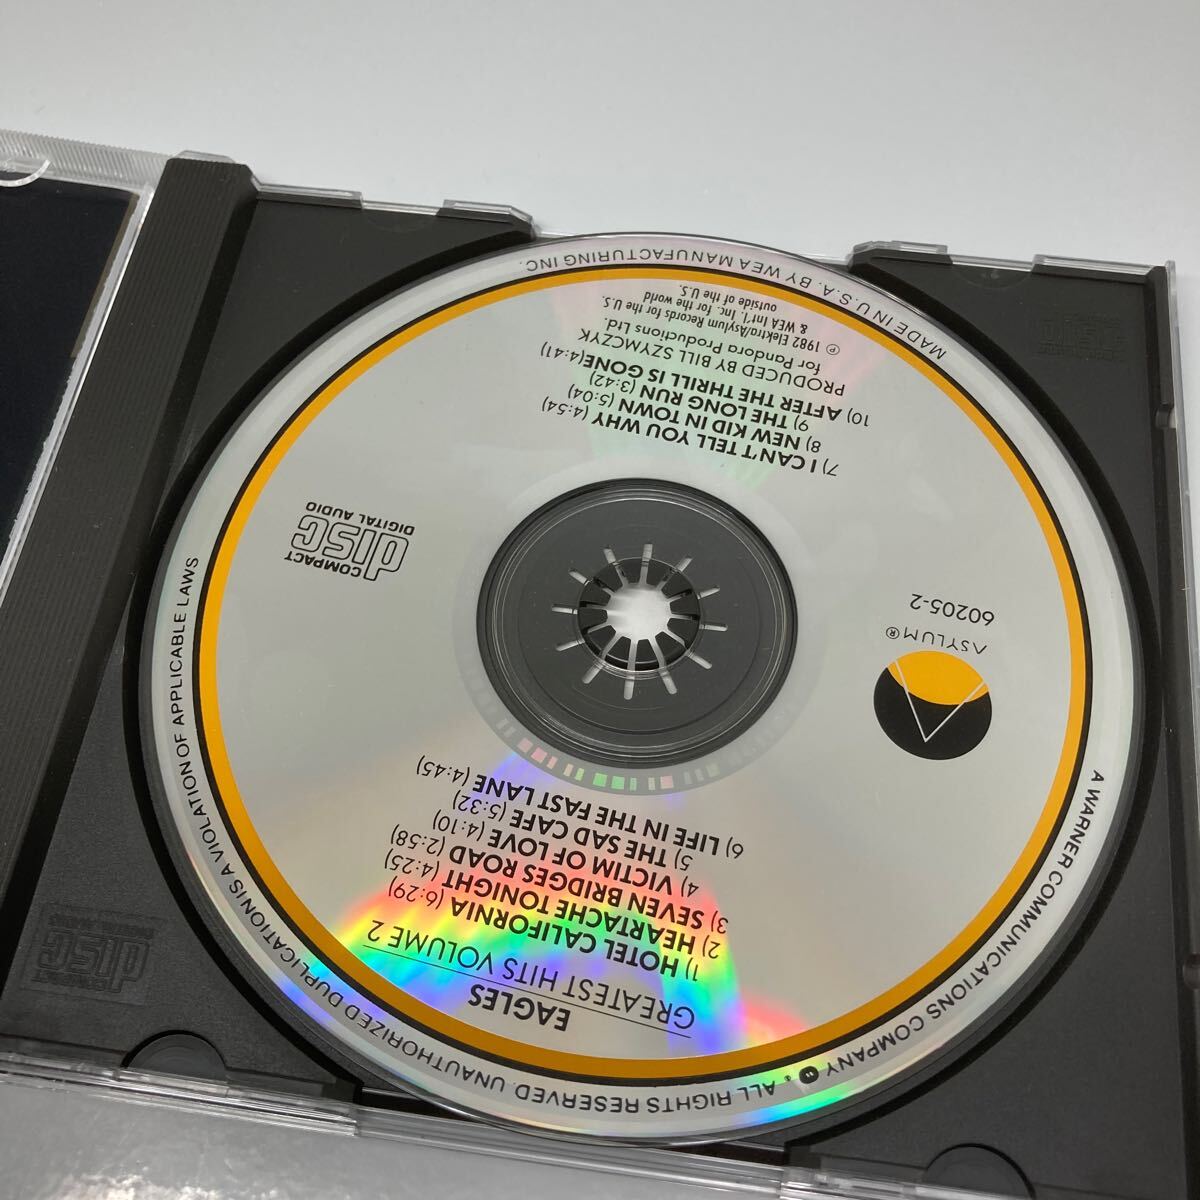 EAGLES
GREATEST HITS VOLUME 2
1) HOTEL CALIFORNIA (6:29)
2) HEARTACHE TONIGHT (4:25)
3) SEVEN BRIDGES ROAD (2:58)
4) VICTIM OF LOVE (4:10)
5) THE SAD CAFE (5:32)
6) LIFE IN THE FAST LANE (4:45)
ASYLUM®
60205-2
COMPACT
disc
DIGITAL AUDIO
7) I CAN'T TELL YOU WHY (4:54)
8) NEW KID IN TOWN (5:04)
9) THE LONG RUN (3:42)
10) AFTER THE THRILL IS GONE (4:41)
PRODUCED BY BILL SZYMCZYK
for Pandora Productions Ltd.
℗ 1982 Elektra/Asylum Records for the U.S.
& WEA Int'l. Inc. for the world
outside of the U.S.
MADE IN U.S.A. BY WEA MANUFACTURING INC.
A WARNER COMMUNICATIONS COMPANY ALL RIGHTS RESERVED. UNAUTHORIZED DUPLICATION IS A VIOLATION OF APPLICABLE LAWS
COMPACT
disc
DIGITAL AUDIO